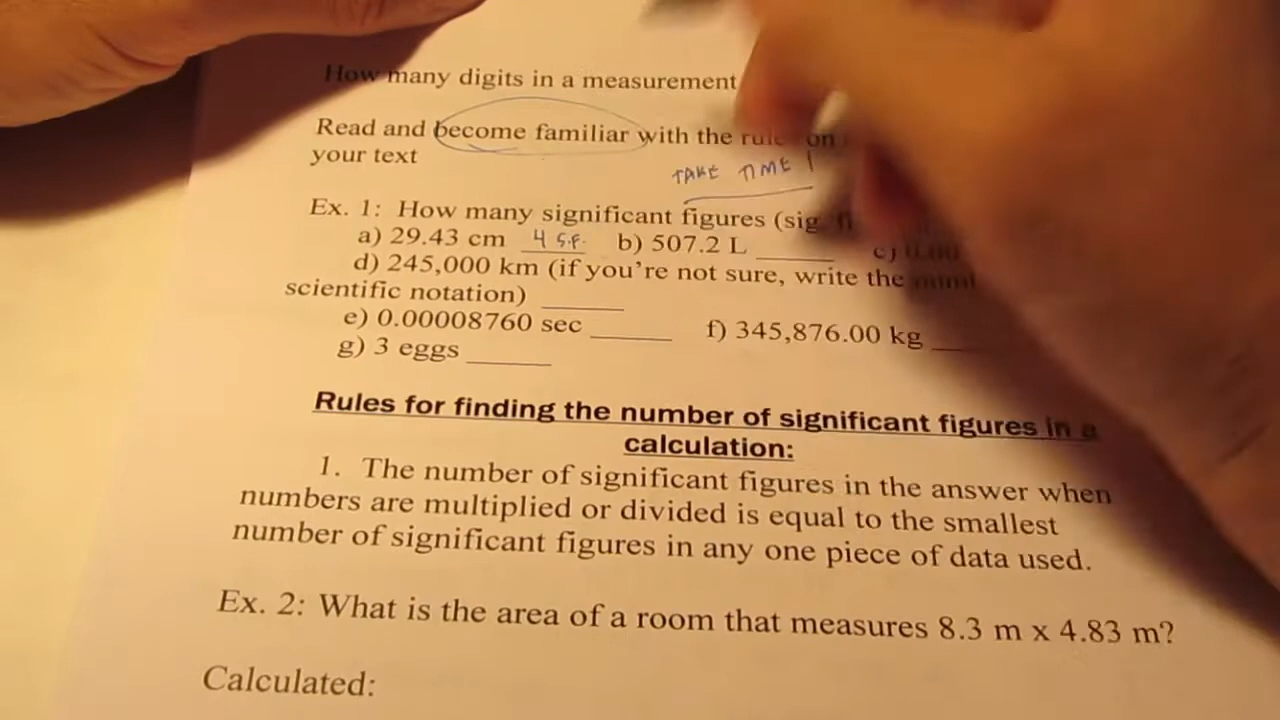 How many digits in a measurement
Read and become familiar with the on
your text
TAKE TIME !
Ex. 1: How many significant figures (sig.
a) 29.43 cm 4 S.F. b) 507.2 L ______ c)
d) 245,000 km (if you're not sure, write the
scientific notation) ______
e) 0.00008760 sec ______ f) 345,876.00 kg ____
g) 3 eggs ______
Rules for finding the number of significant figures in a
calculation:
1. The number of significant figures in the answer when
numbers are multiplied or divided is equal to the smallest
number of significant figures in any one piece of data used.
Ex. 2: What is the area of a room that measures 8.3 m x 4.83 m?
Calculated: